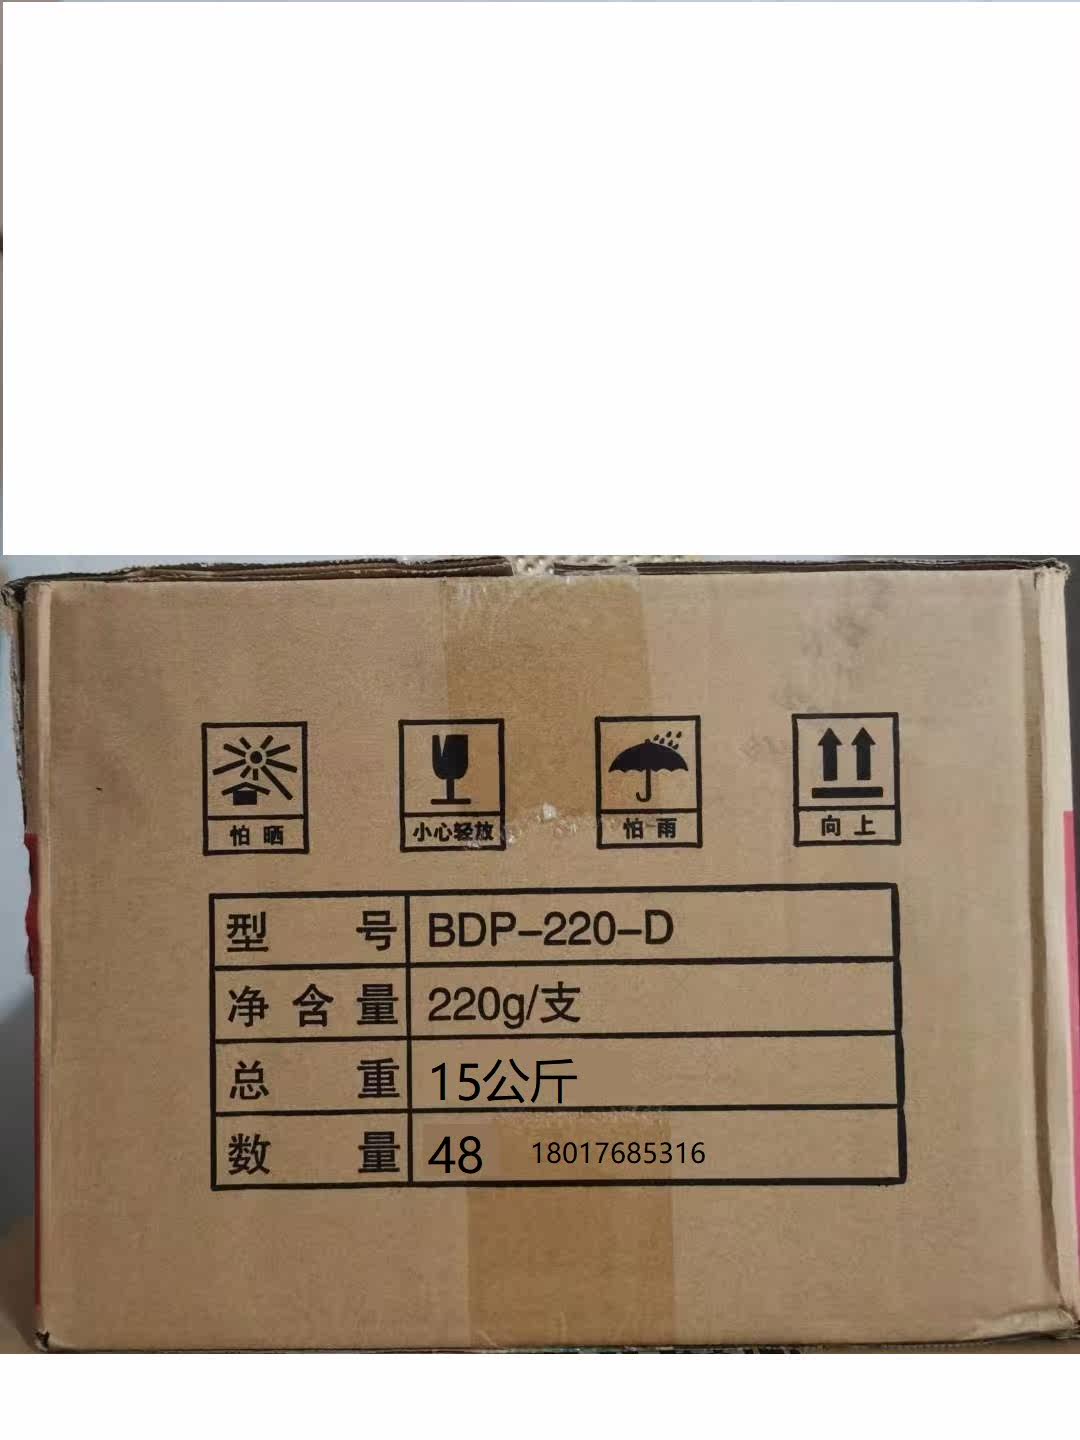 怕晒 小心轻放 怕雨 向上
型号 BDP-220-D
净含量 220g/支
总重 15公斤
数量 48 18017685316